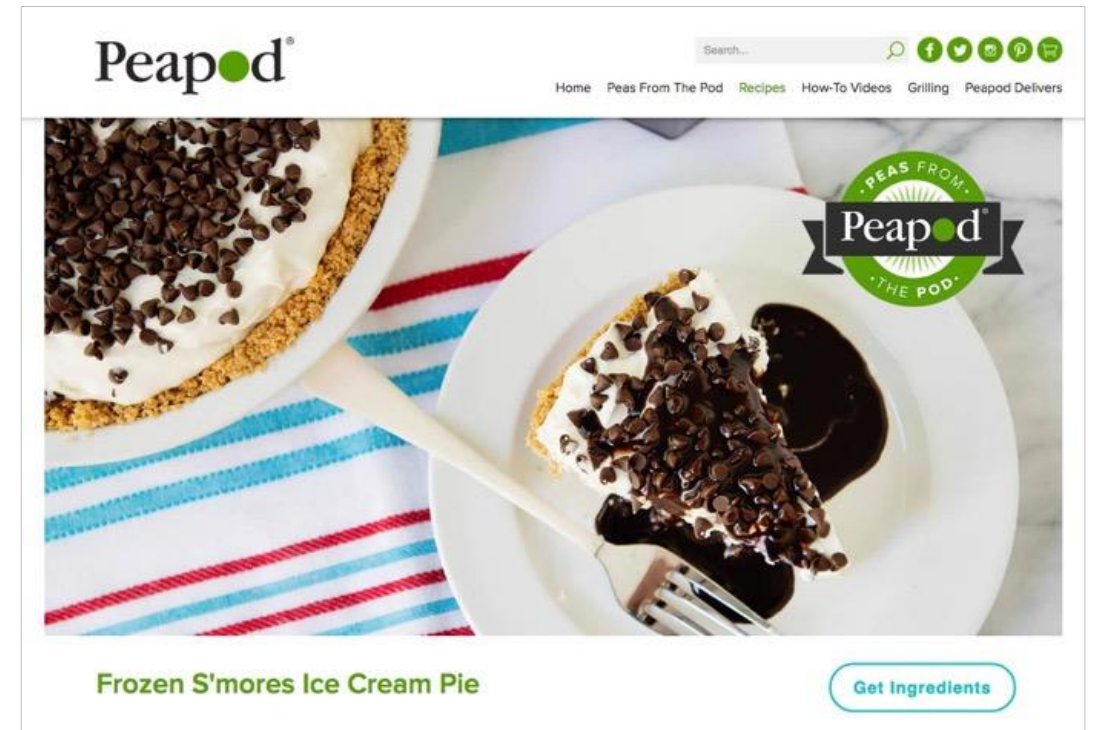 Peapod®
Search...
Home Peas From The Pod Recipes How-To Videos Grilling Peapod Delivers
· PEAS FROM ·
Peapod®
· THE POD ·
Frozen S'mores Ice Cream Pie
Get Ingredients